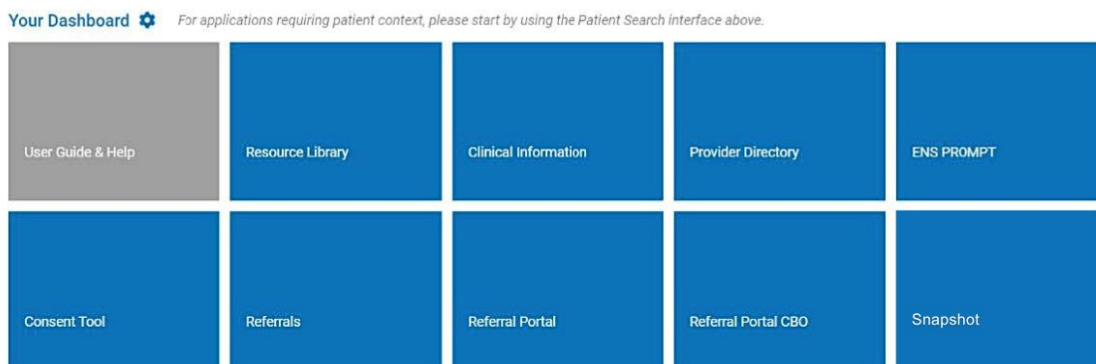 Your Dashboard For applications requiring patient context, please start by using the Patient Search interface above.
User Guide & Help
Resource Library
Clinical Information
Provider Directory
ENS PROMPT
Consent Tool
Referrals
Referral Portal
Referral Portal CBO
Snapshot